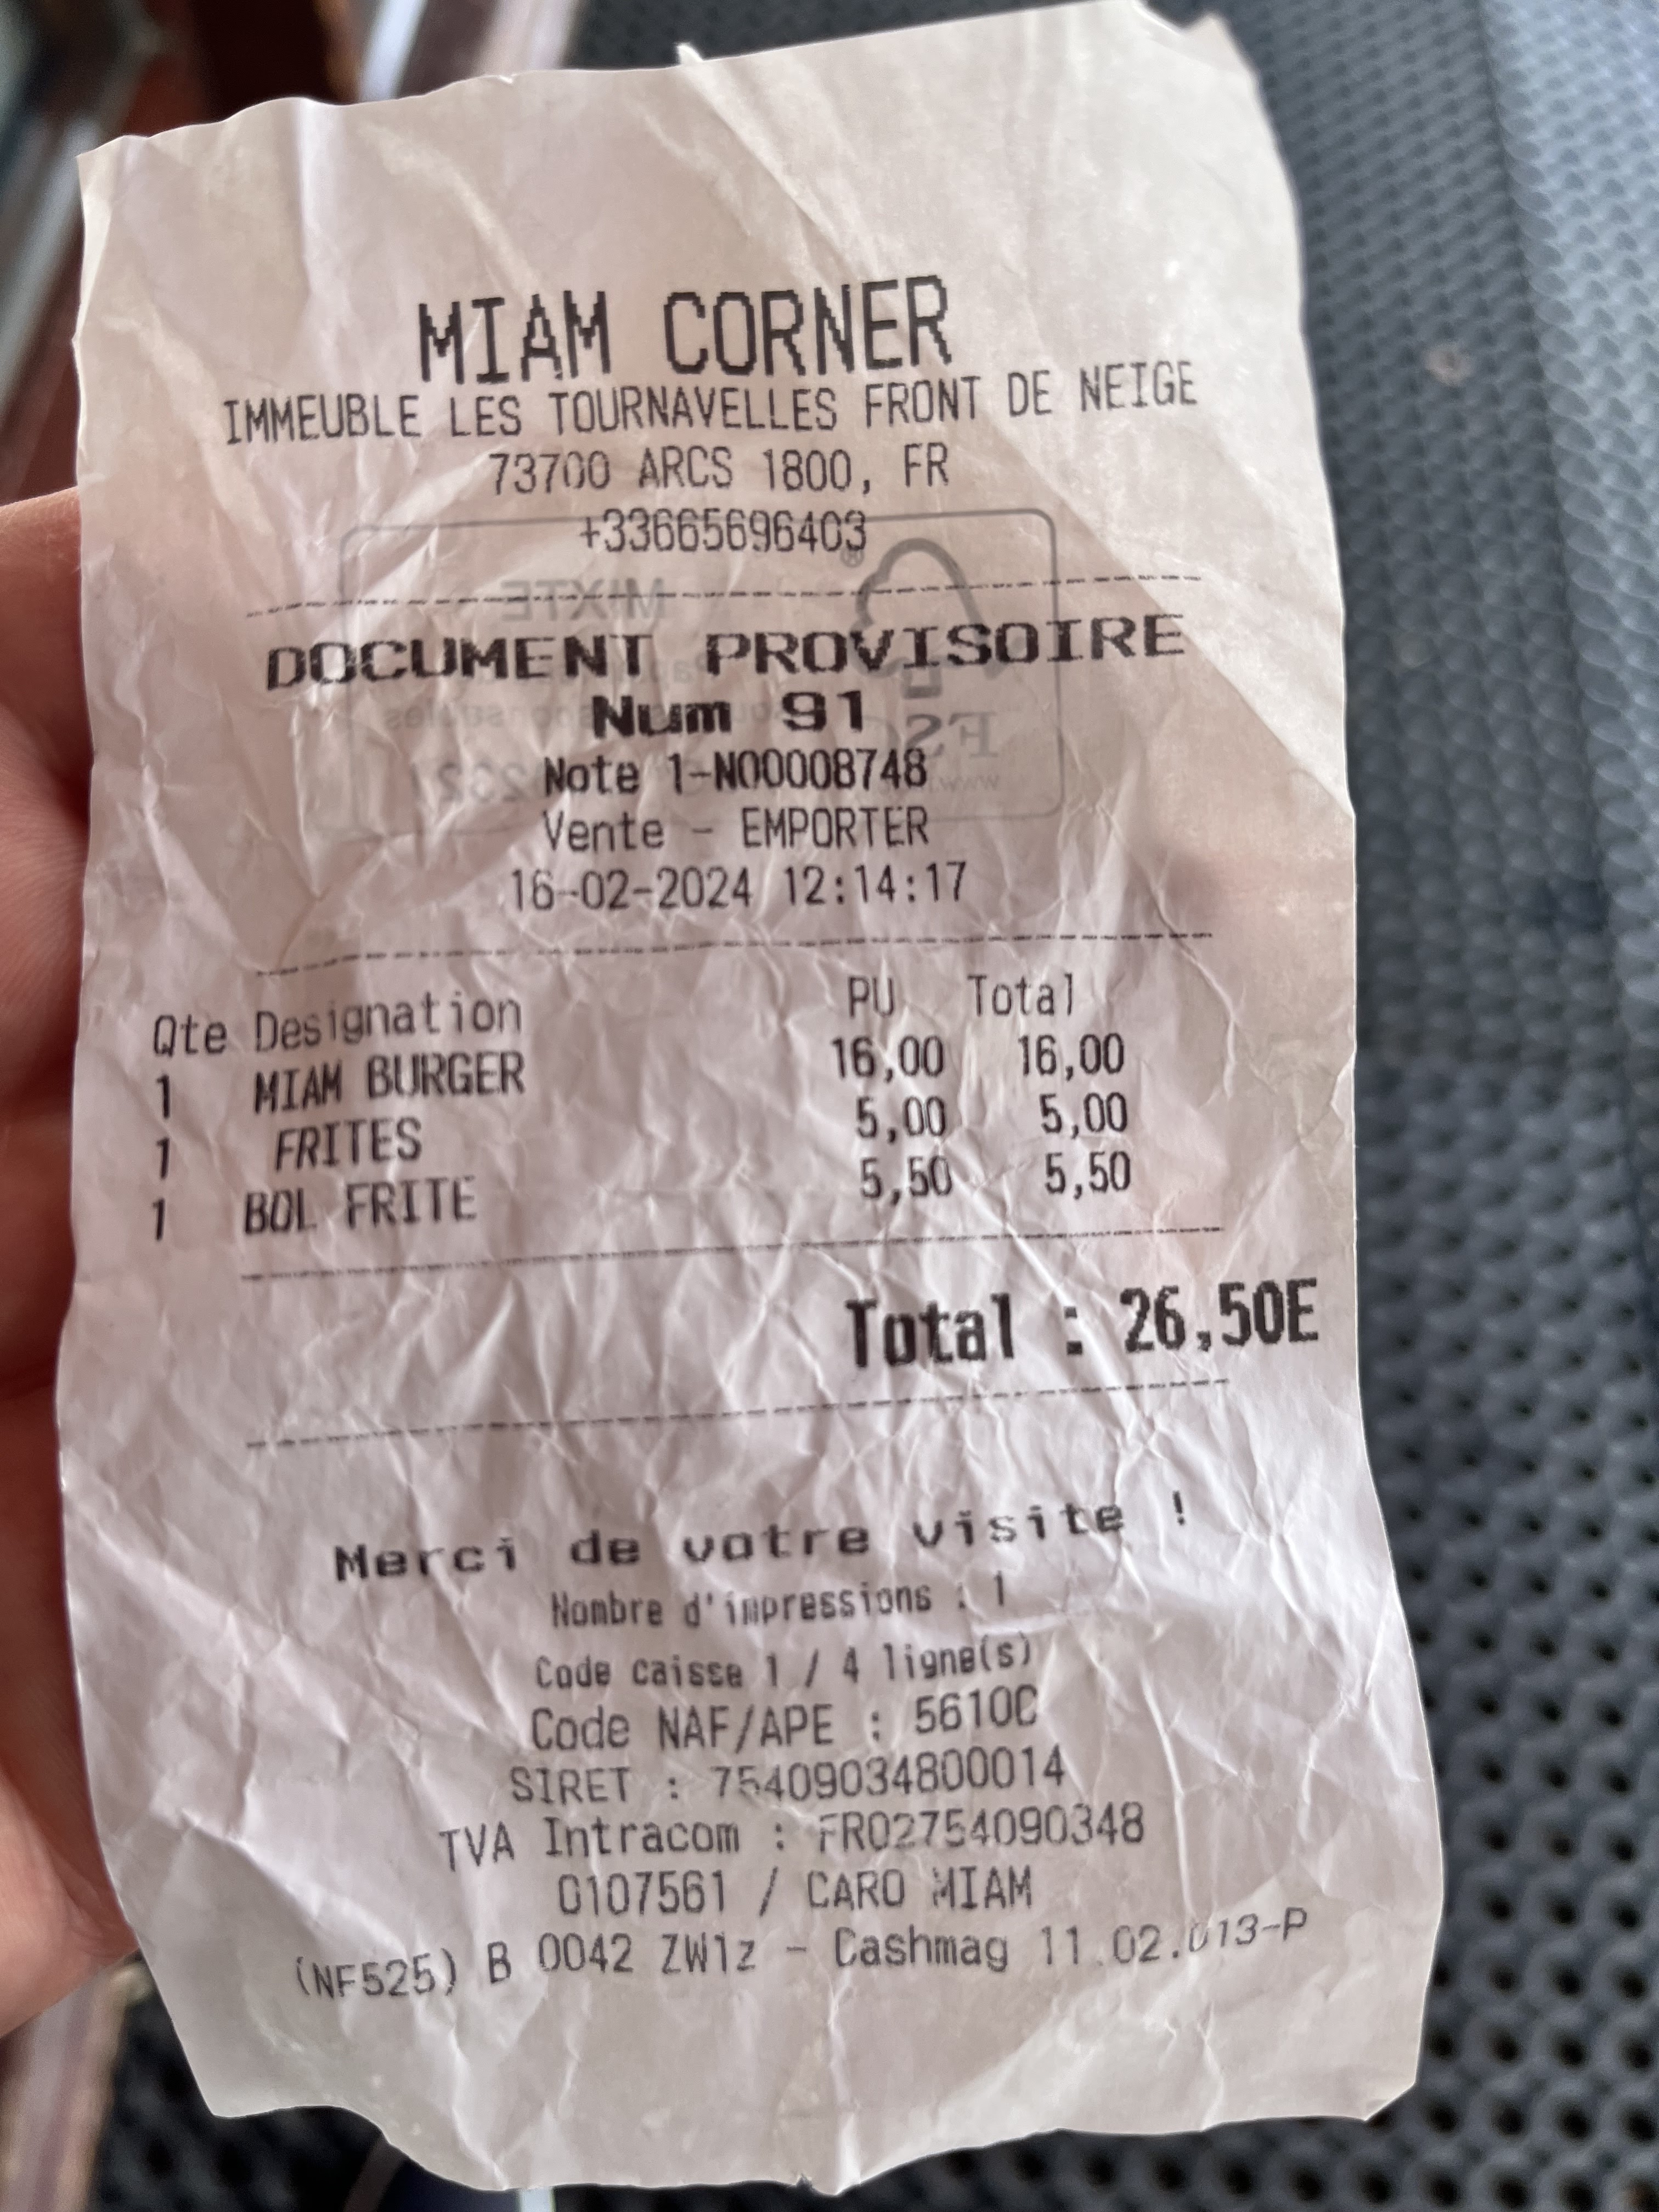 MIAM CORNER
IMMEUBLE LES TOURNAVELLES FRONT DE NEIGE
73700 ARCS 1800, FR
+33665696403
DOCUMENT PROVISOIRE
Num 91
Note 1-N00008748
Vente - EMPORTER
16-02-2024 12:14:17
Qte Designation PU Total
1 MIAM BURGER 16,00 16,00
1 FRITES 5,00 5,00
1 BOL FRITE 5,50 5,50
Total : 26,50E
Merci de votre visite !
Nombre d'impressions : 1
Code caisse 1 / 4 ligne(s)
Code NAF/APE : 5610C
SIRET : 75409034800014
TVA Intracom : FR02754090348
0107561 / CARO MIAM
(NF525) B 0042 ZW1z - Cashmag 11.02.013-P
MIXTE